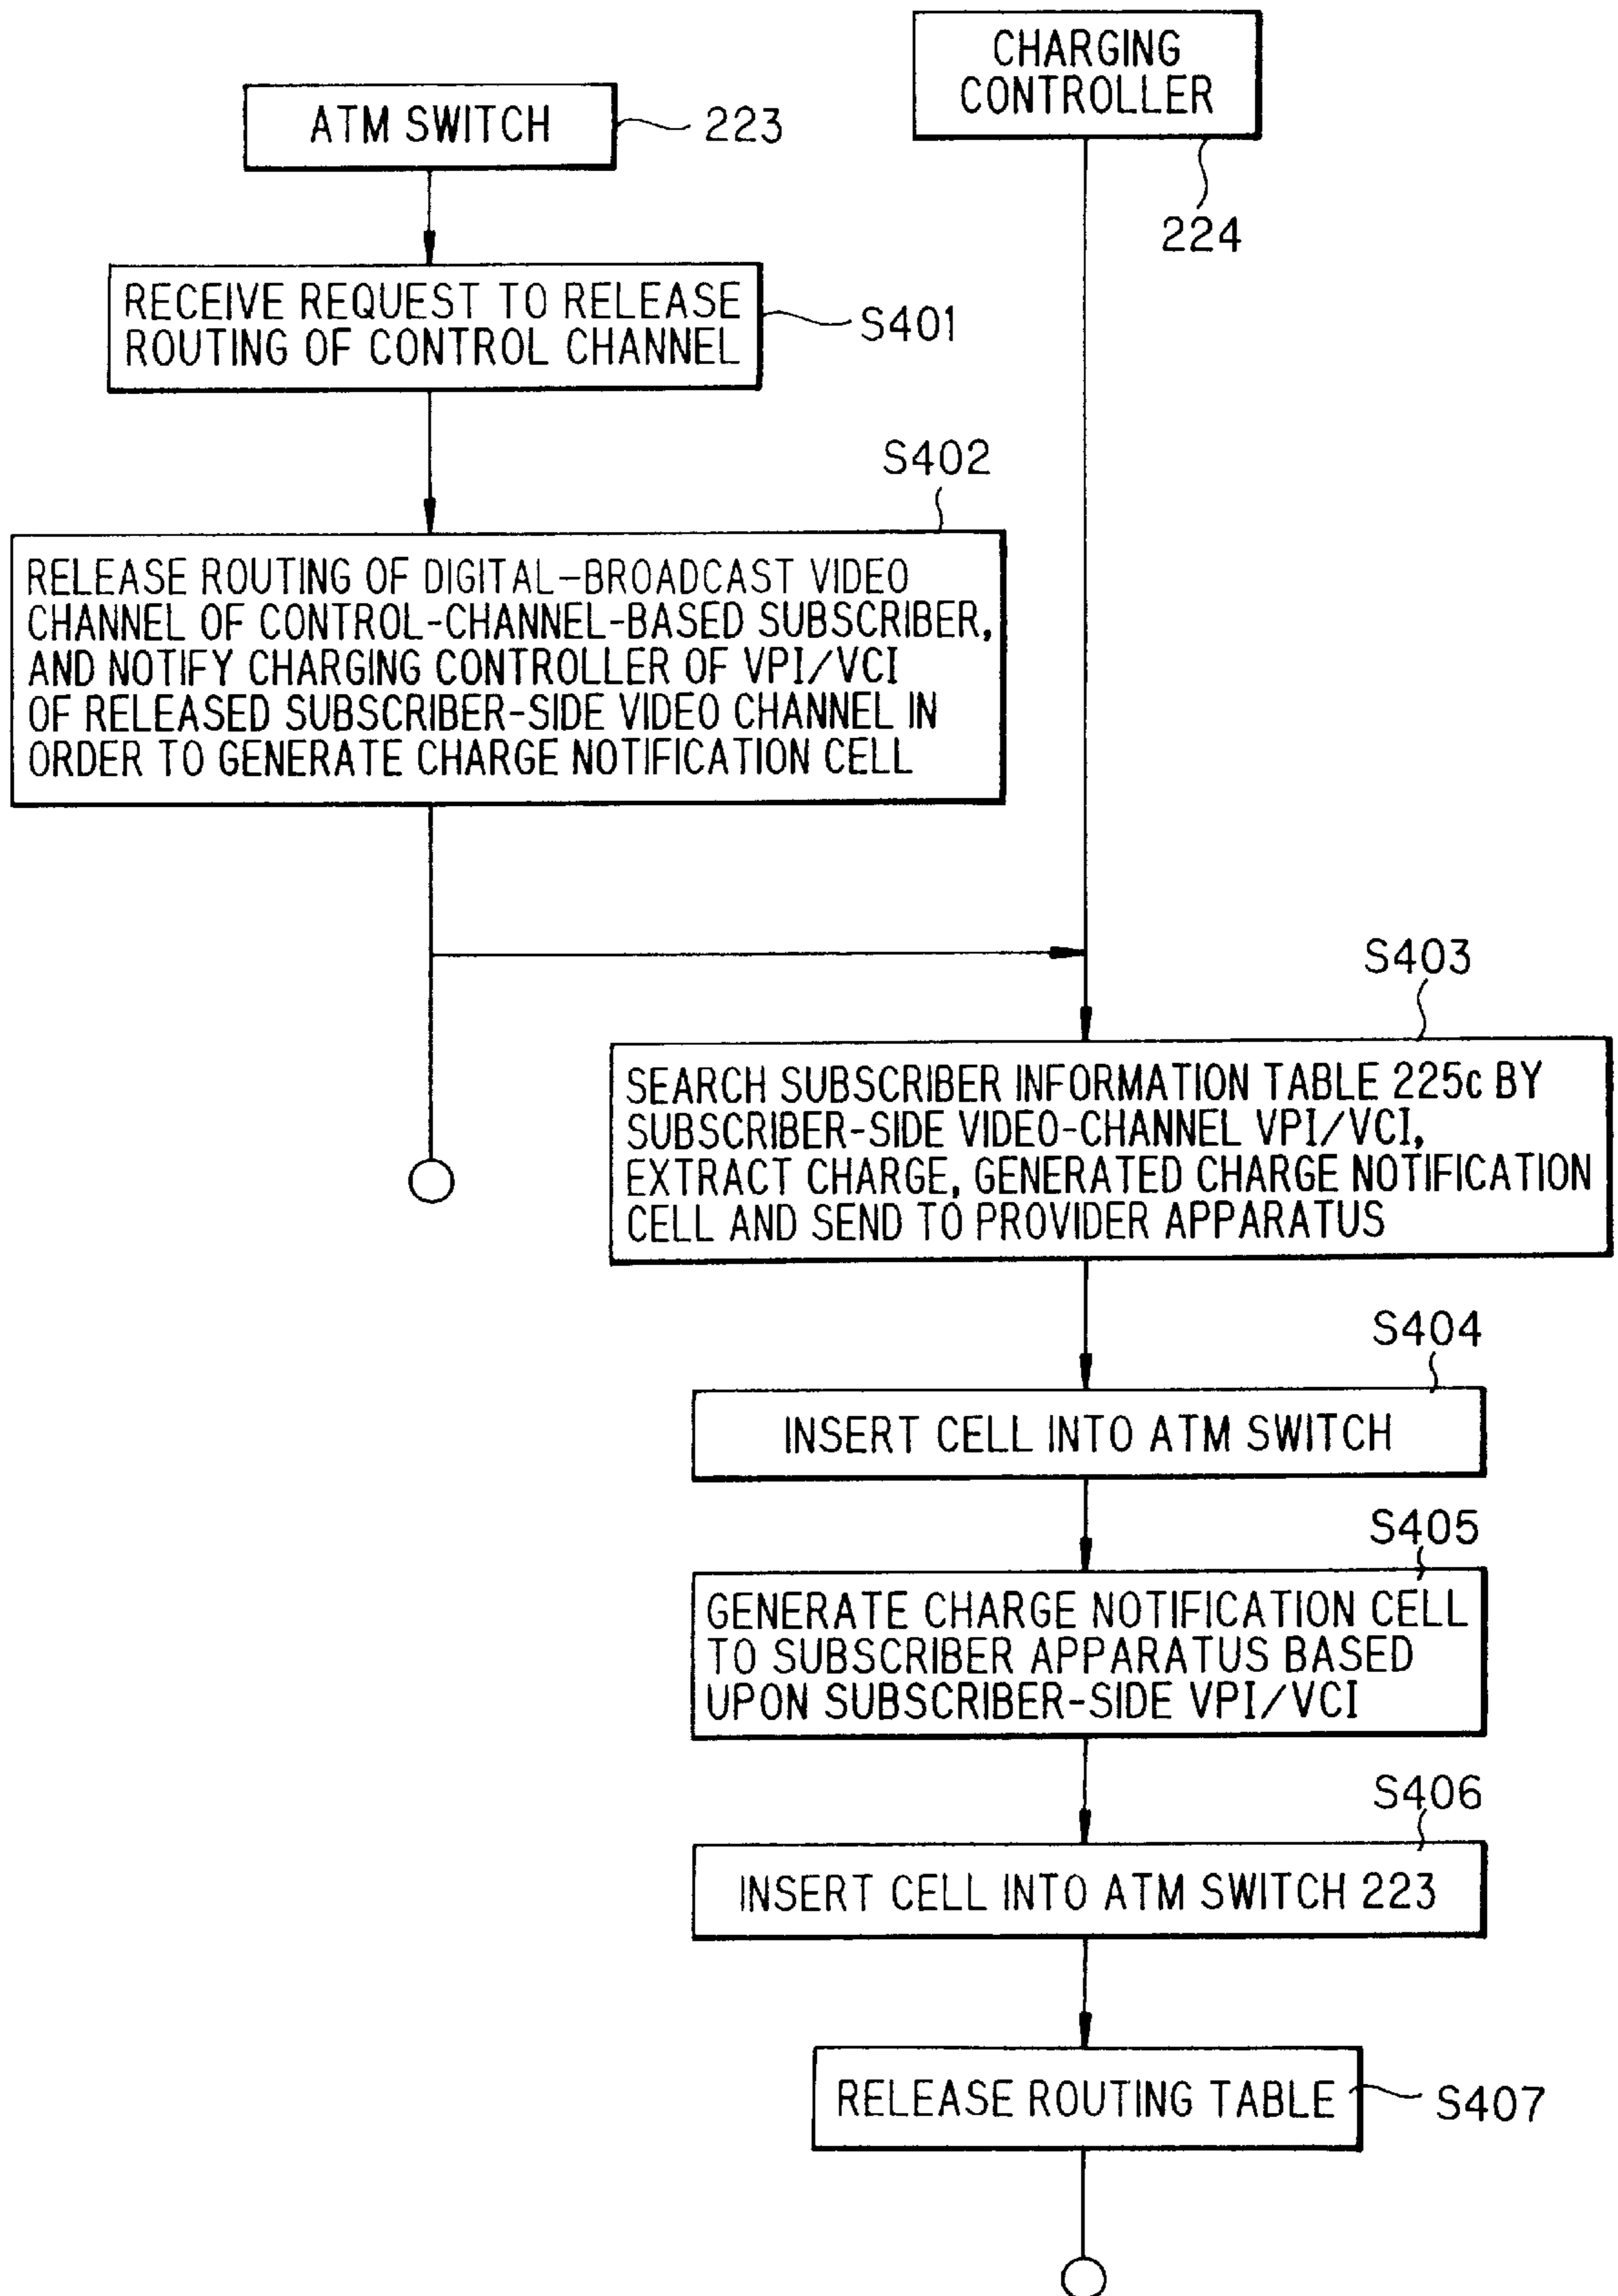 CHARGING
CONTROLLER
224
ATM SWITCH
223
RECEIVE REQUEST TO RELEASE
ROUTING OF CONTROL CHANNEL
S401
S402
RELEASE ROUTING OF DIGITAL-BROADCAST VIDEO
CHANNEL OF CONTROL-CHANNEL-BASED SUBSCRIBER,
AND NOTIFY CHARGING CONTROLLER OF VPI/VCI
OF RELEASED SUBSCRIBER-SIDE VIDEO CHANNEL IN
ORDER TO GENERATE CHARGE NOTIFICATION CELL
S403
SEARCH SUBSCRIBER INFORMATION TABLE 225c BY
SUBSCRIBER-SIDE VIDEO-CHANNEL VPI/VCI,
EXTRACT CHARGE, GENERATED CHARGE NOTIFICATION
CELL AND SEND TO PROVIDER APPARATUS
S404
INSERT CELL INTO ATM SWITCH
S405
GENERATE CHARGE NOTIFICATION CELL
TO SUBSCRIBER APPARATUS BASED
UPON SUBSCRIBER-SIDE VPI/VCI
S406
INSERT CELL INTO ATM SWITCH 223
RELEASE ROUTING TABLE
S407